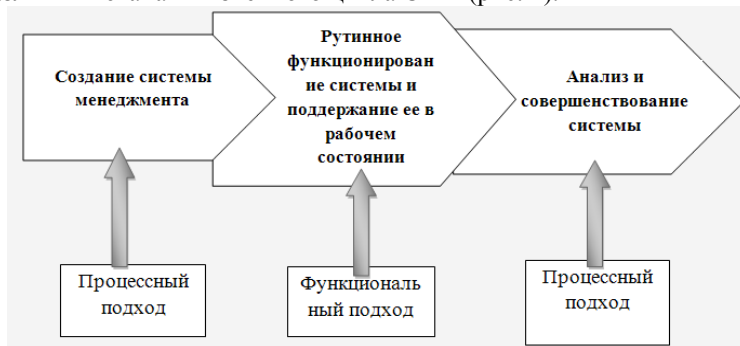 Создание системы
менеджмента
Рутинное
функционирован
ие системы и
поддержание ее в
рабочем
состоянии
Анализ и
совершенствование
системы
Процессный
подход
Функциональ
ный подход
Процессный
подход